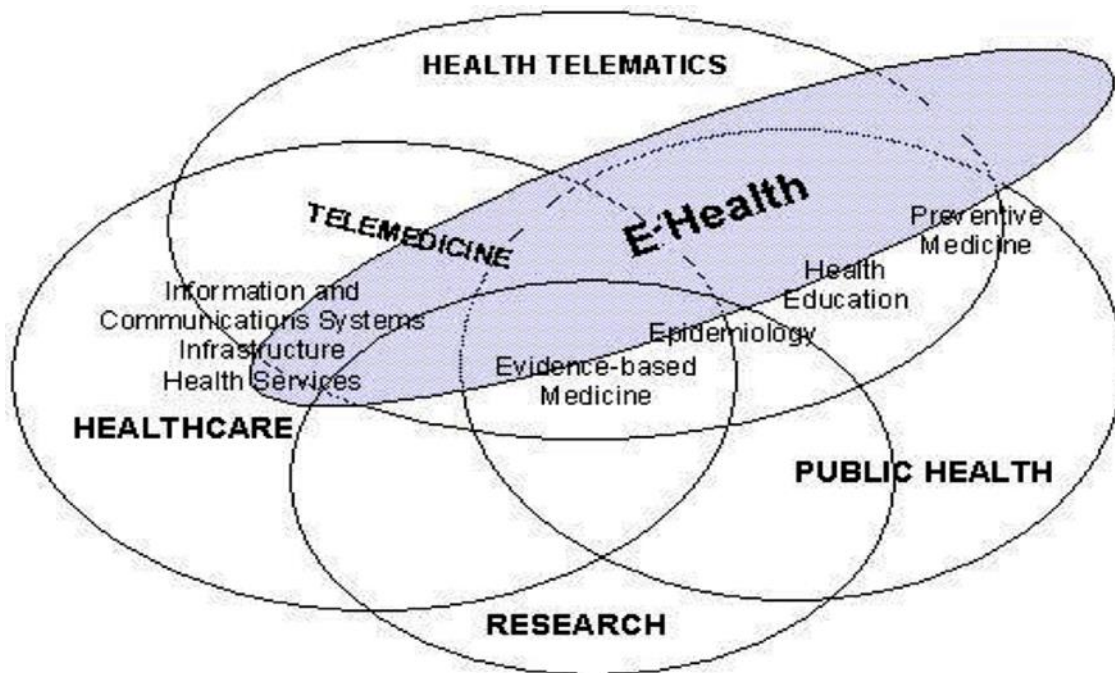 HEALTH TELEMATICS
TELEMEDICINE
E-Health
Preventive
Medicine
Health
Education
Information and
Communications Systems
Infrastructure
Health Services
Epidemiology
Evidence-based
Medicine
HEALTHCARE
PUBLIC HEALTH
RESEARCH